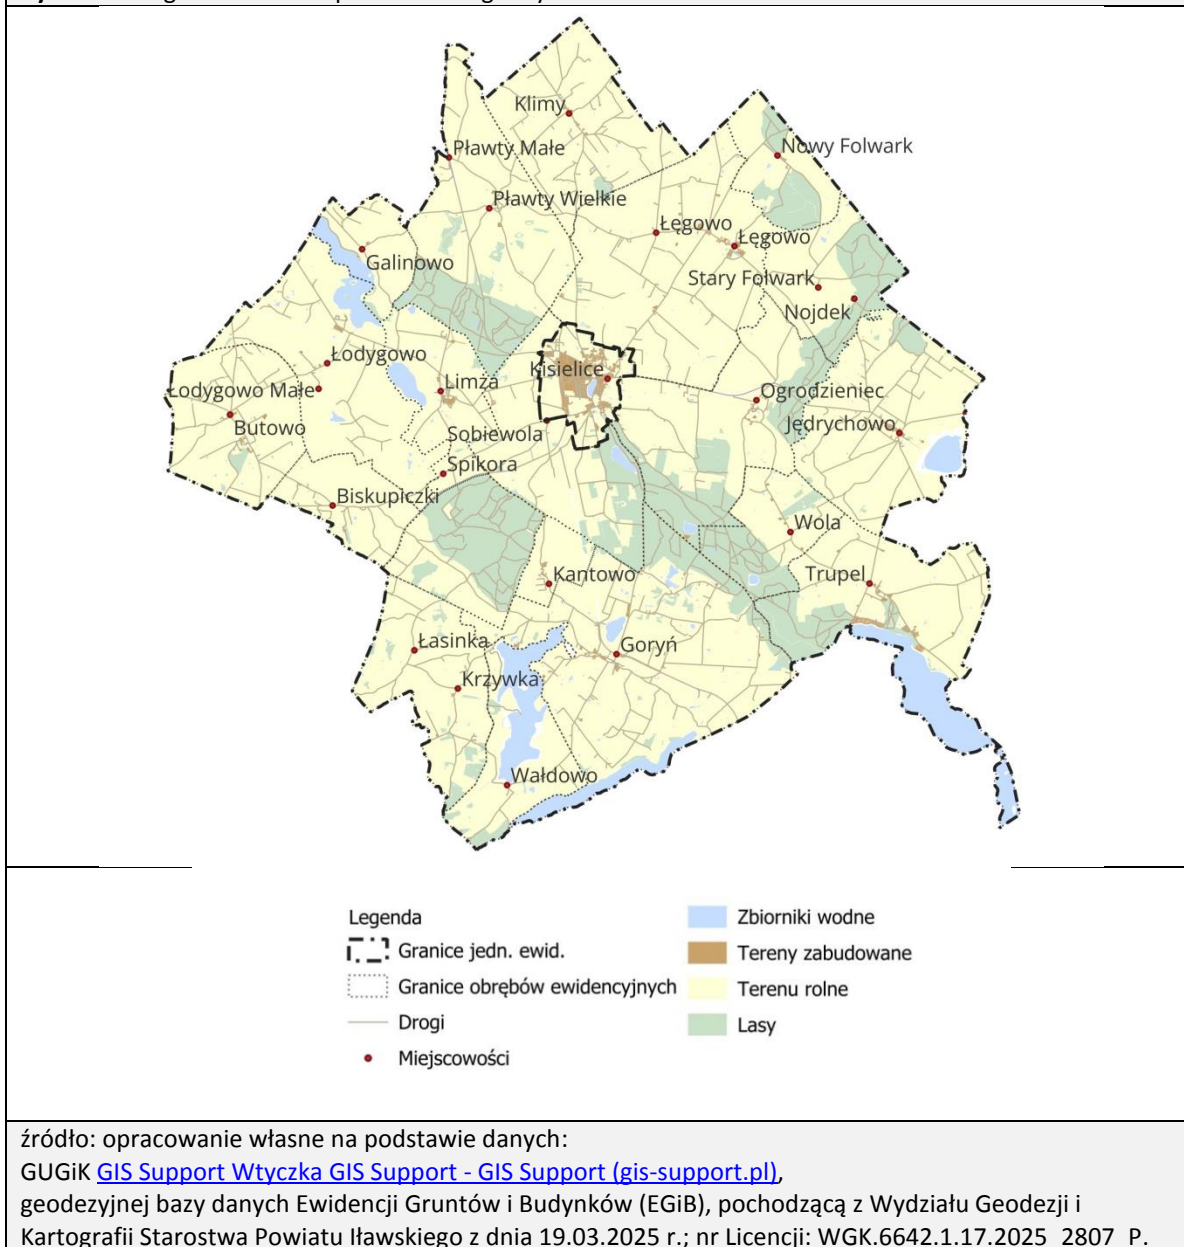 Klimy
Nowy Folwark
Pławty Małe
Pławty Wielkie
Łęgowo
Łęgowo
Galinowo
Stary Folwark
Nojdek
Łodygowo
Kisielice
Łodygowo Małe
Limża
Ogrodzieniec
Butowo
Jędrychowo
Sobiewola
Spikora
Biskupiczki
Wola
Kantowo
Trupel
Łasinka
Goryń
Krzywka
Wałdowo
Legenda
Granice jedn. ewid.
Granice obrębów ewidencyjnych
Drogi
Miejscowości
Zbiorniki wodne
Tereny zabudowane
Terenu rolne
Lasy
źródło: opracowanie własne na podstawie danych:
GUGiK GIS Support Wtyczka GIS Support - GIS Support (gis-support.pl),
geodezyjnej bazy danych Ewidencji Gruntów i Budynków (EGiB), pochodzącą z Wydziału Geodezji i
Kartografii Starostwa Powiatu Iławskiego z dnia 19.03.2025 r.; nr Licencji: WGK.6642.1.17.2025_2807_P.